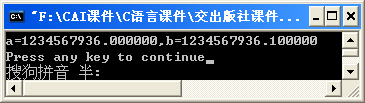 "F:\CAI课件\C语言课件\交出版社课件...
a=1234567936.000000,b=1234567936.100000
Press any key to continue
搜狗拼音 半: